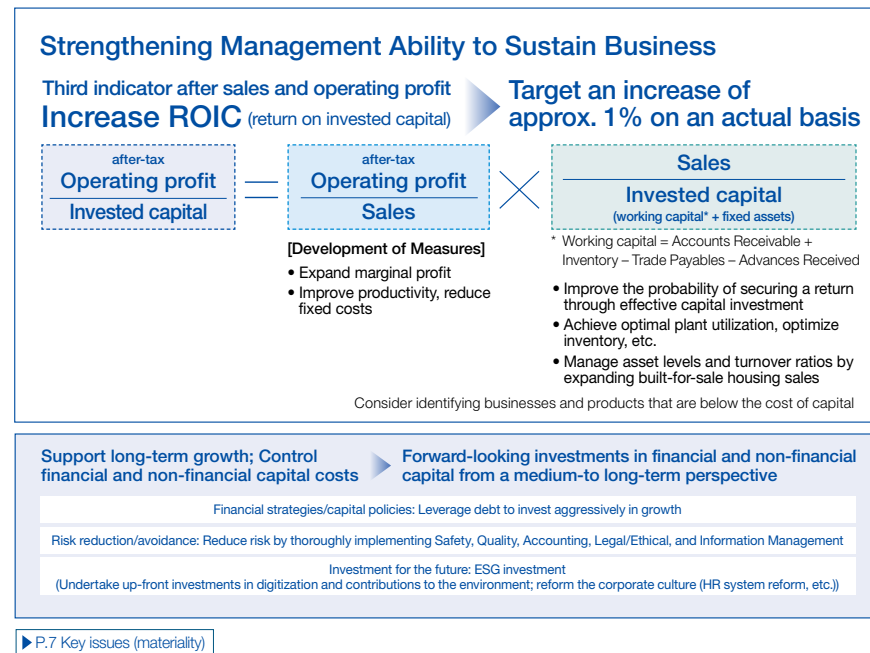 Strengthening Management Ability to Sustain Business
Third indicator after sales and operating profit
Increase ROIC (return on invested capital)
Target an increase of
approx. 1% on an actual basis
after-tax
Operating profit
Invested capital
after-tax
Operating profit
Sales
Sales
Invested capital
(working capital* + fixed assets)
[Development of Measures]
• Expand marginal profit
• Improve productivity, reduce
fixed costs
* Working capital = Accounts Receivable +
Inventory – Trade Payables – Advances Received
• Improve the probability of securing a return
through effective capital investment
• Achieve optimal plant utilization, optimize
inventory, etc.
• Manage asset levels and turnover ratios by
expanding built-for-sale housing sales
Consider identifying businesses and products that are below the cost of capital
Support long-term growth; Control
financial and non-financial capital costs
Forward-looking investments in financial and non-financial
capital from a medium-to long-term perspective
Financial strategies/capital policies: Leverage debt to invest aggressively in growth
Risk reduction/avoidance: Reduce risk by thoroughly implementing Safety, Quality, Accounting, Legal/Ethical, and Information Management
Investment for the future: ESG investment
(Undertake up-front investments in digitization and contributions to the environment; reform the corporate culture (HR system reform, etc.))
P.7 Key issues (materiality)